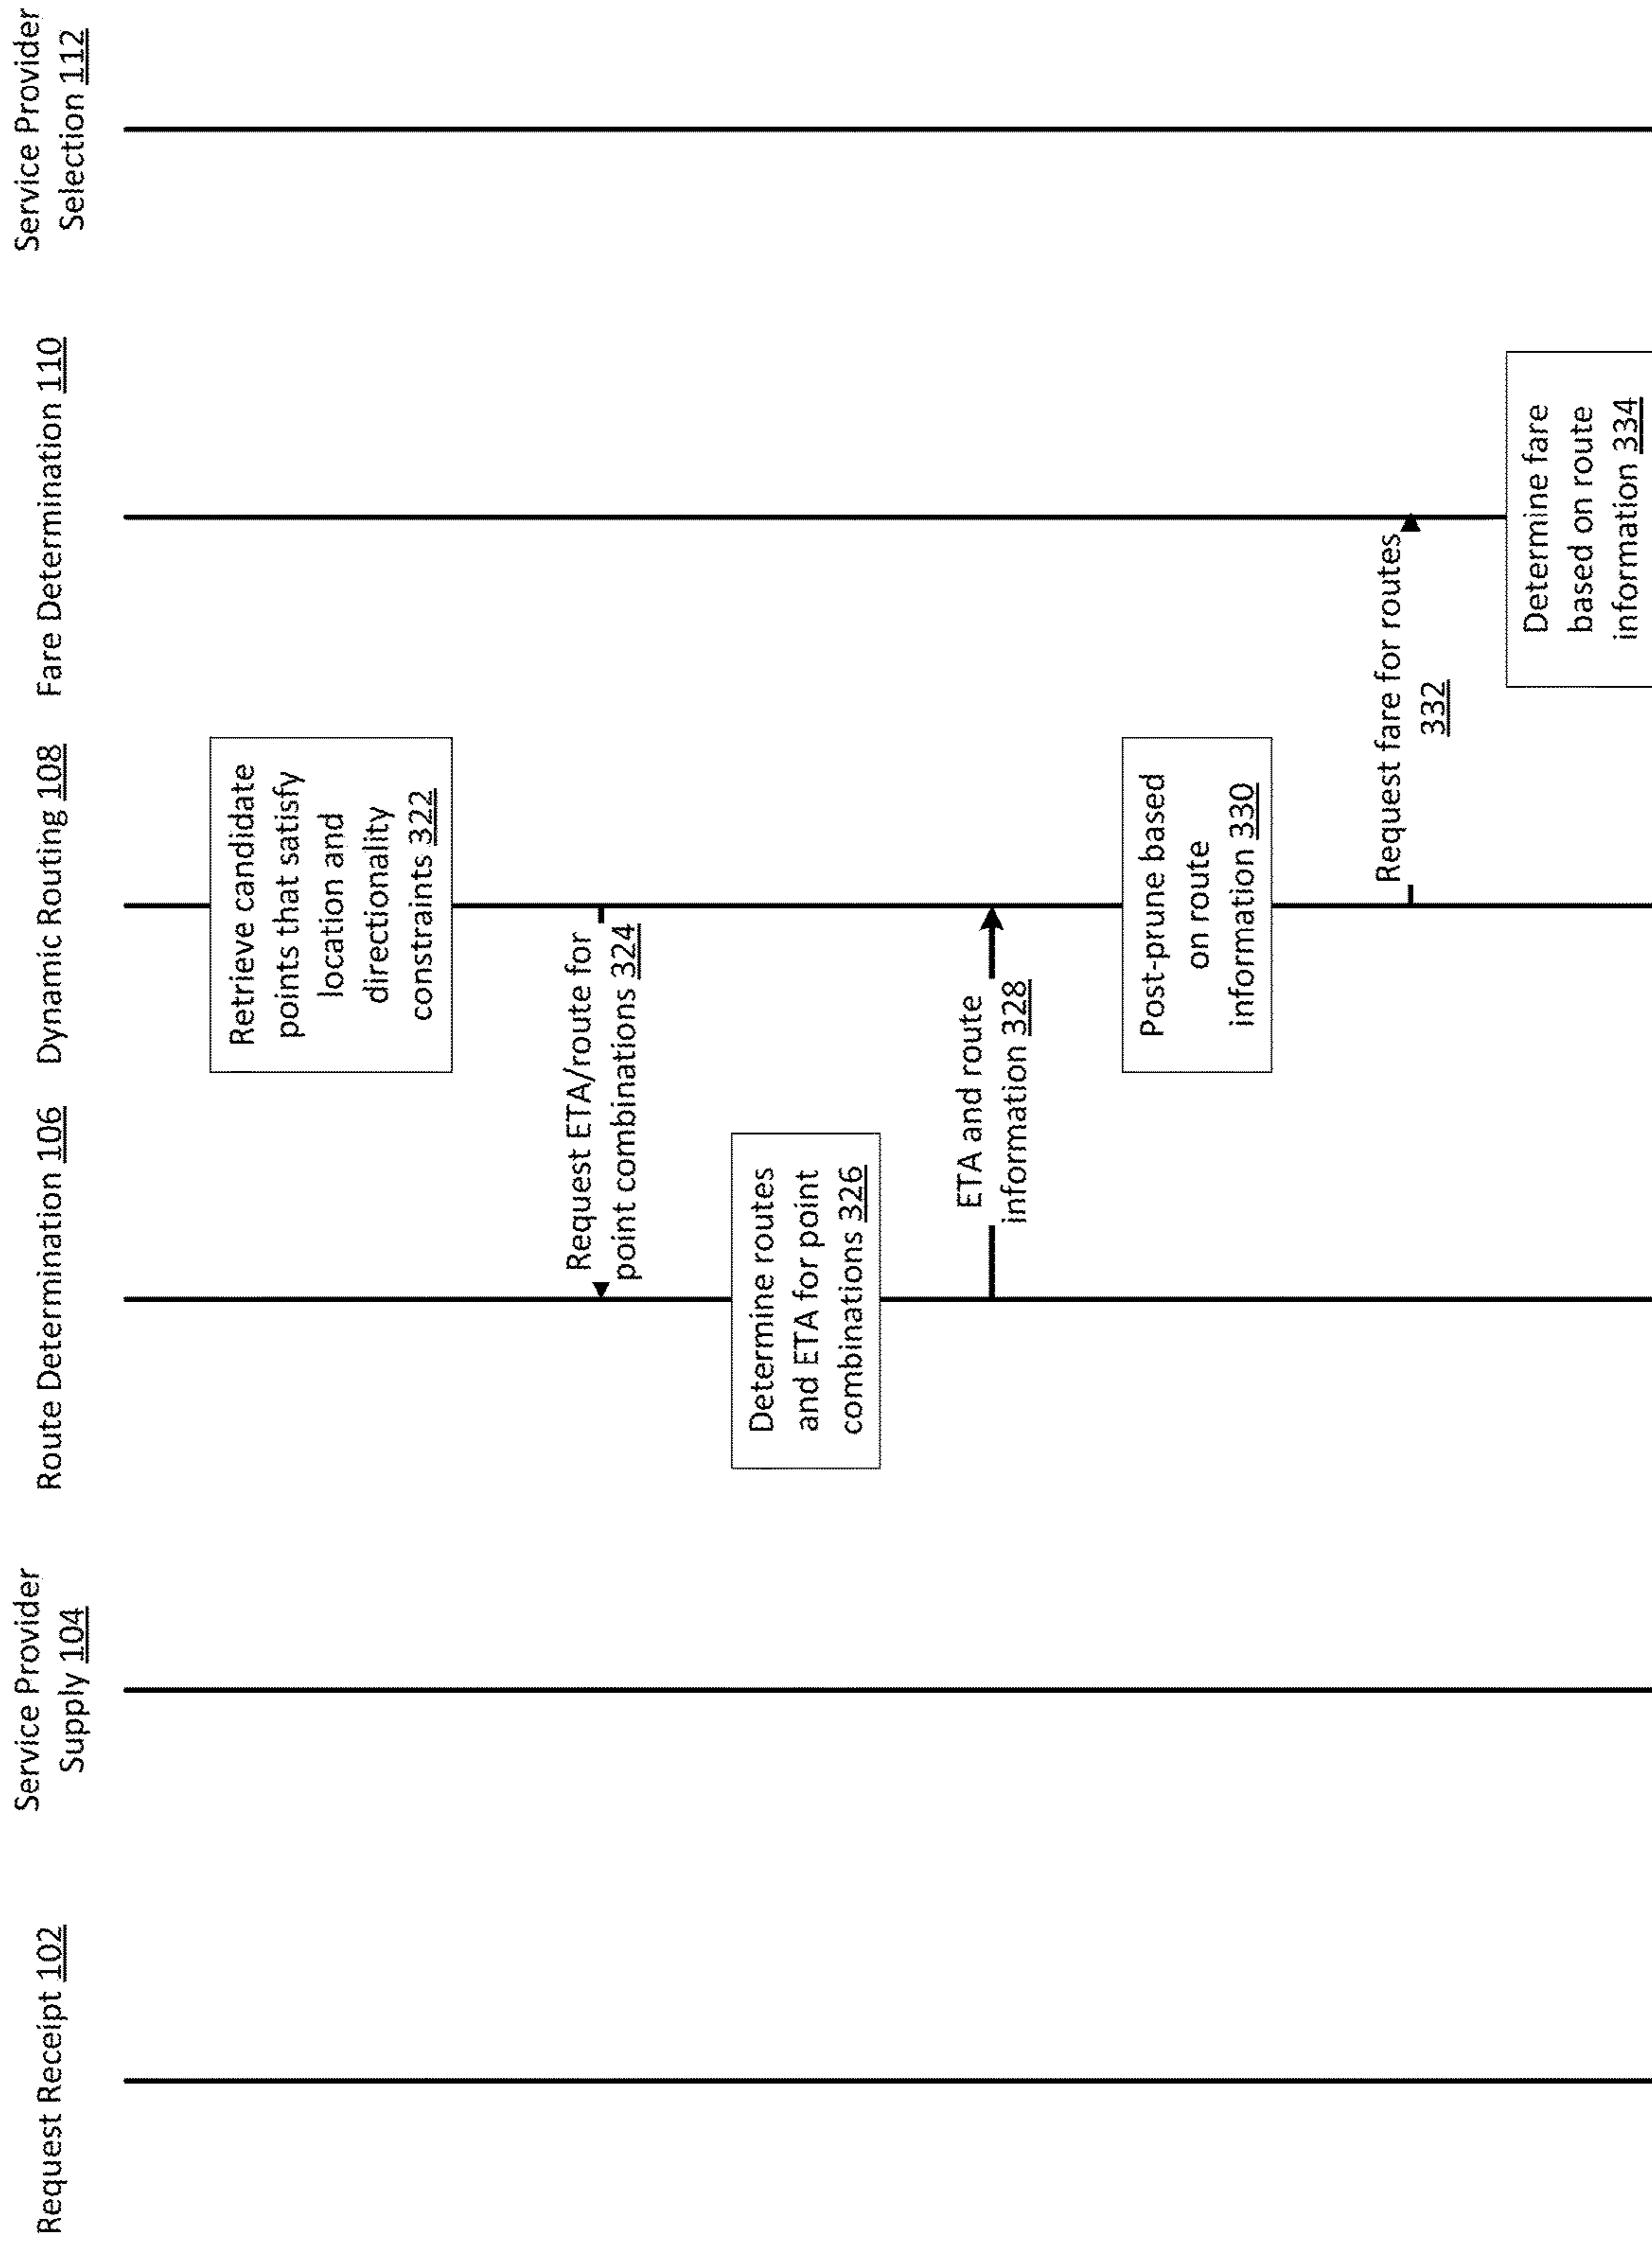 Request Receipt 102
Service Provider
Supply 104
Route Determination 106
Dynamic Routing 108
Fare Determination 110
Service Provider
Selection 112
Retrieve candidate
points that satisfy
location and
directionality
constraints 322
Request ETA/route for
point combinations 324
Determine routes
and ETA for point
combinations 326
ETA and route
information 328
Post-prune based
on route
information 330
Request fare for routes
332
Determine fare
based on route
information 334